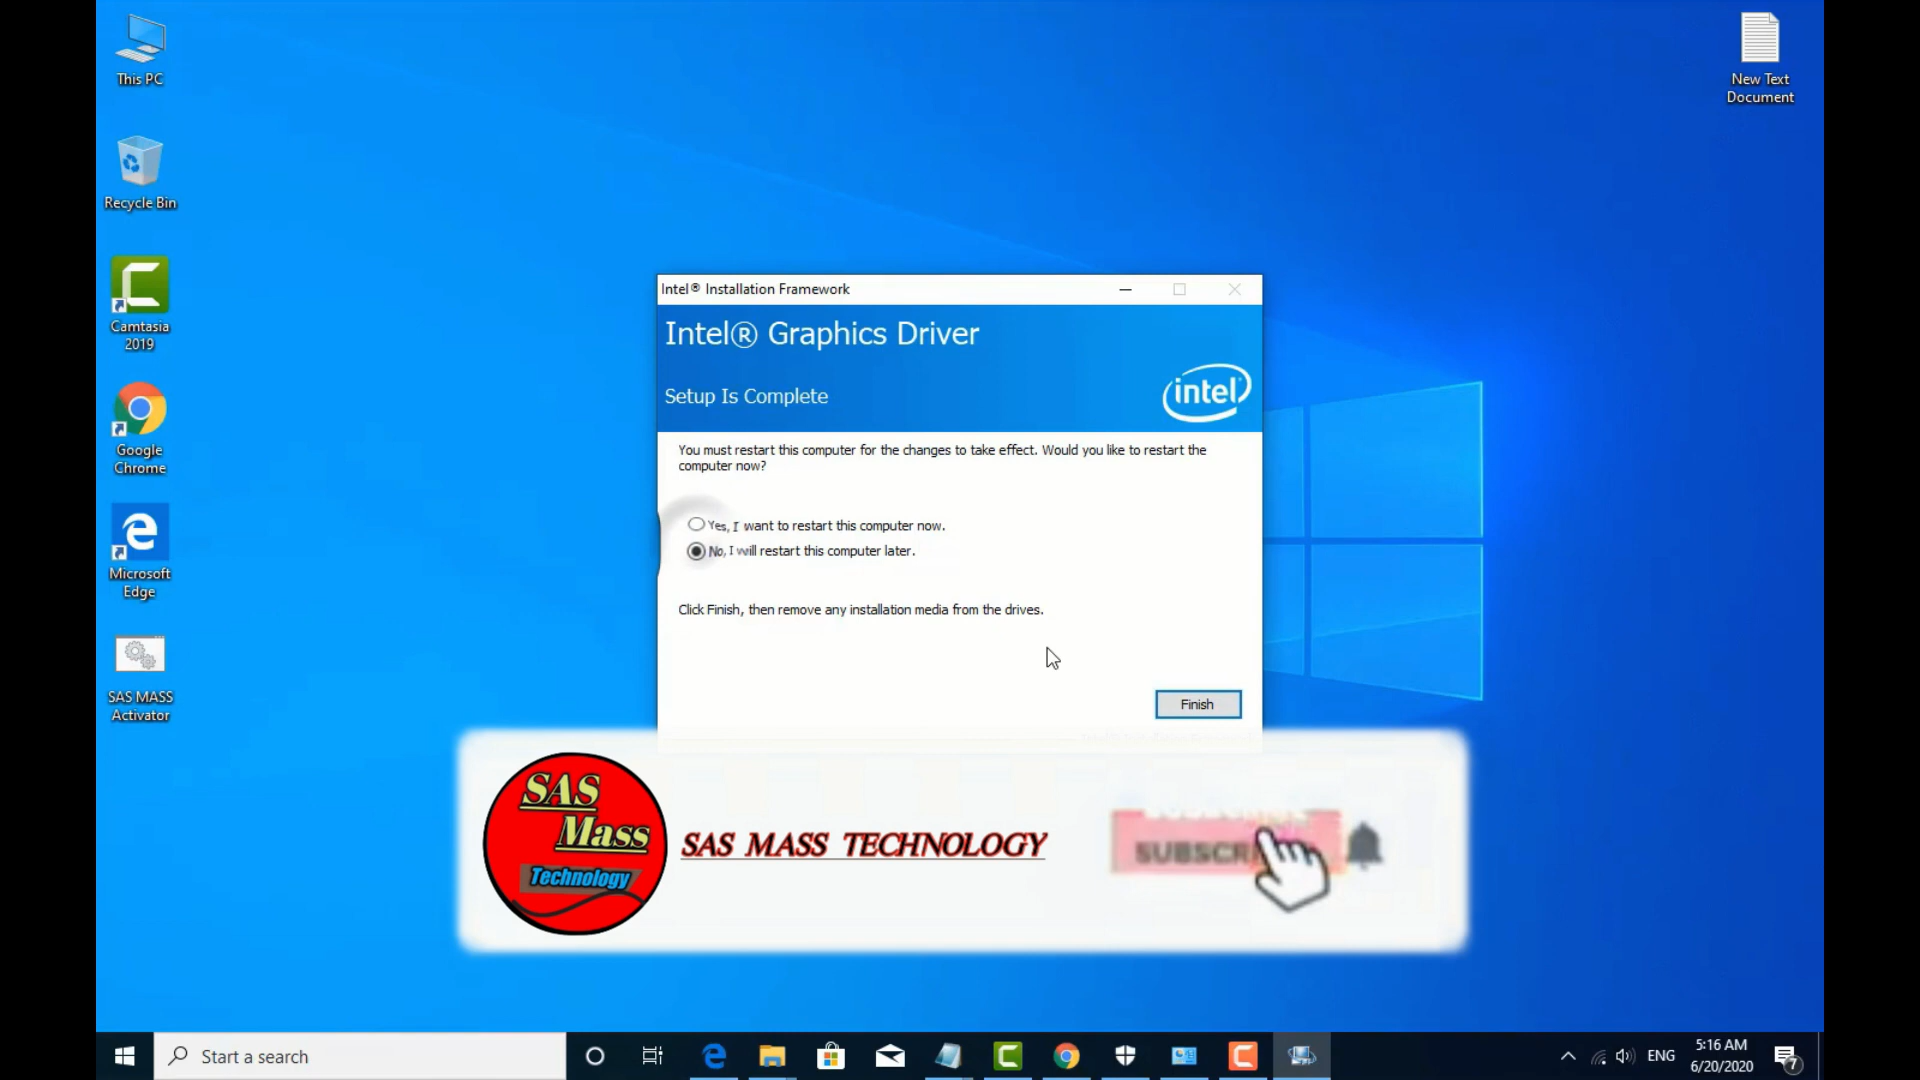 This PC
Recycle Bin
Camtasia
2019
Google
Chrome
Microsoft
Edge
SAS MASS
Activator
New Text
Document
Intel® Installation Framework
Intel® Graphics Driver
Setup Is Complete
intel
You must restart this computer for the changes to take effect. Would you like to restart the
computer now?
Yes, I want to restart this computer now.
No, I will restart this computer later.
Click Finish, then remove any installation media from the drives.
Finish
SAS
Mass
Technology
SAS MASS TECHNOLOGY
Start a search
ENG
5:16 AM
6/20/2020
7